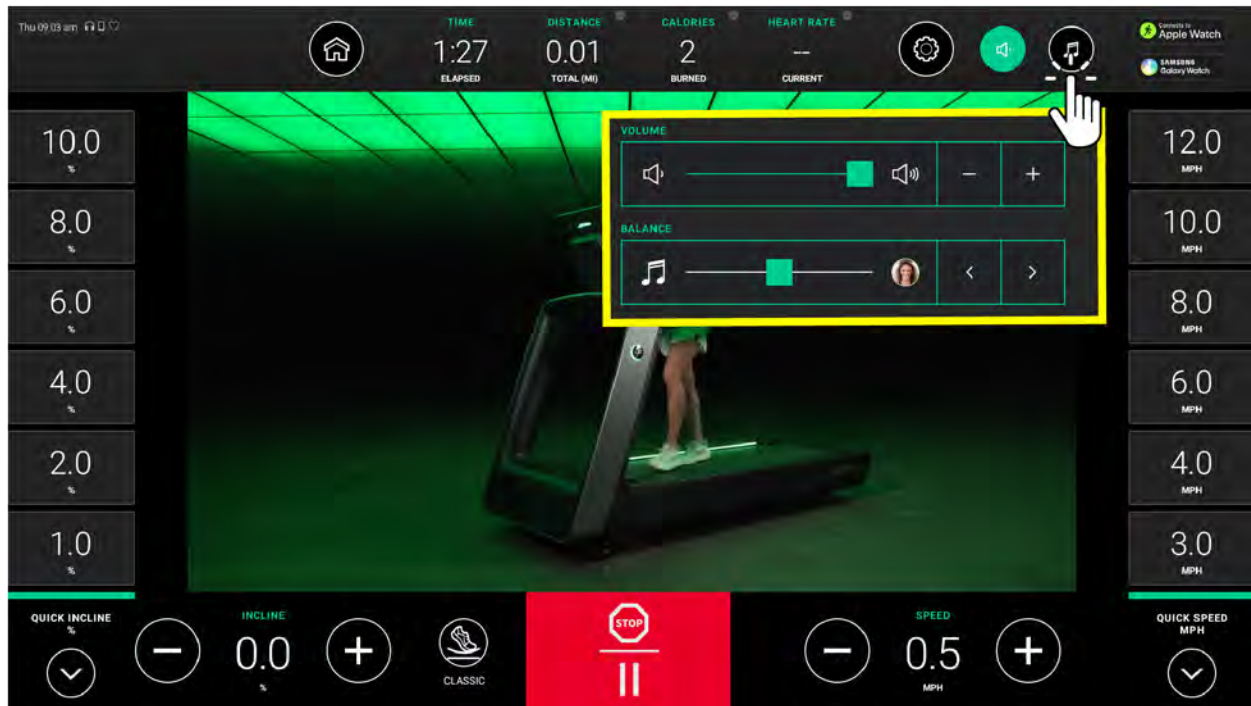 Thu 09:03 am
TIME
1:27
ELAPSED
DISTANCE
0.01
TOTAL (MI)
CALORIES
2
BURNED
HEART RATE
--
CURRENT
Connects to
Apple Watch
SAMSUNG
Galaxy Watch
10.0
%
8.0
%
6.0
%
4.0
%
2.0
%
1.0
%
QUICK INCLINE
%
VOLUME
− +
BALANCE
< >
12.0
MPH
10.0
MPH
8.0
MPH
6.0
MPH
4.0
MPH
3.0
MPH
QUICK SPEED
MPH
INCLINE
− 0.0 +
%
CLASSIC
STOP
SPEED
− 0.5 +
MPH